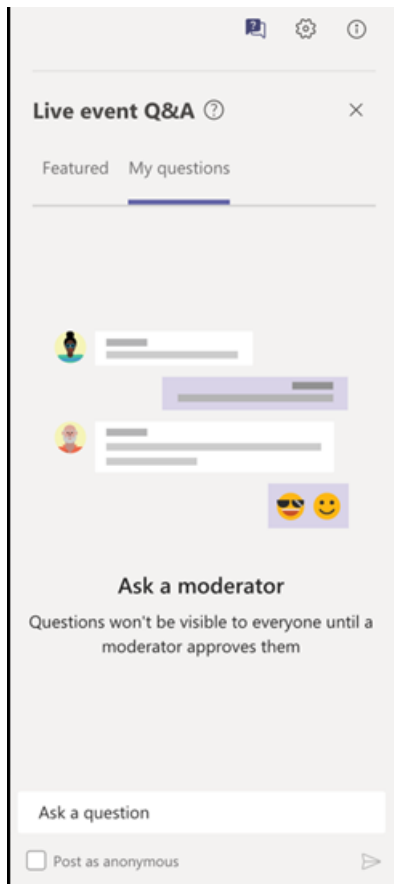 Live event Q&A
Featured My questions
Ask a moderator
Questions won't be visible to everyone until a
moderator approves them
Ask a question
Post as anonymous